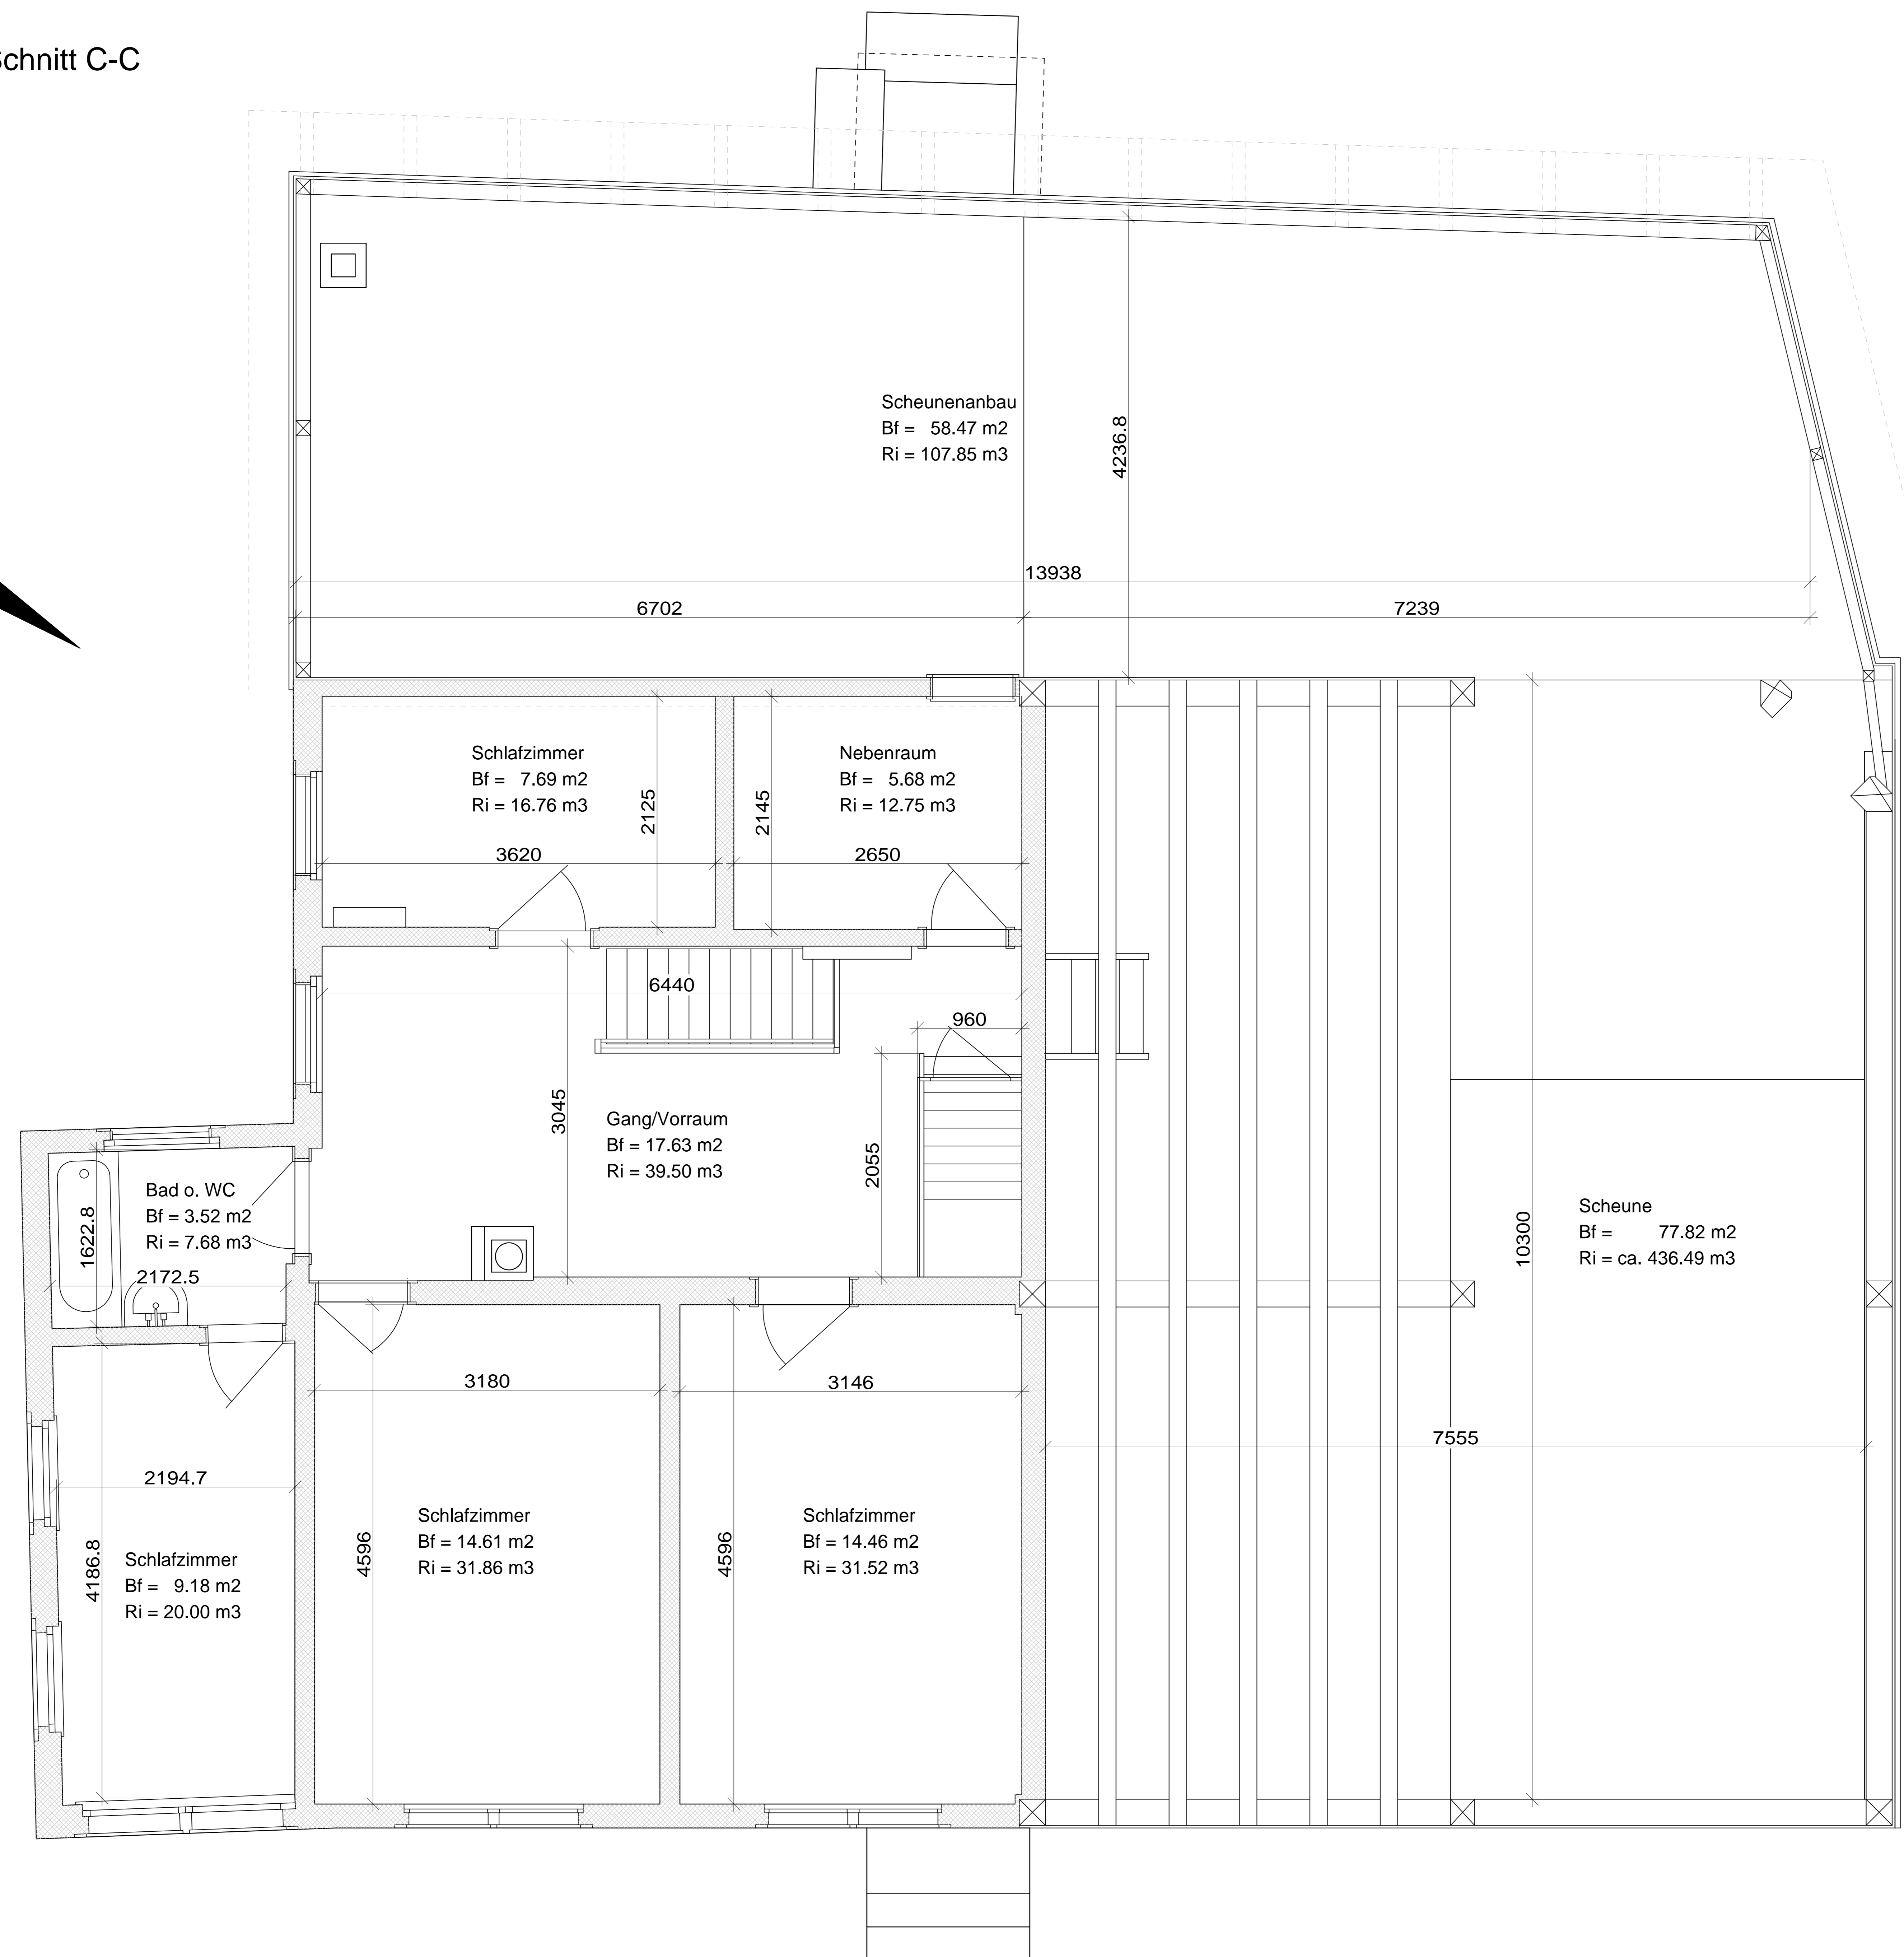 chnitt C-C
Scheunenanbau
Bf = 58.47 m2
Ri = 107.85 m3
4236.8
13938
6702
7239
Schlafzimmer
Bf = 7.69 m2
Ri = 16.76 m3
2125
3620
Nebenraum
Bf = 5.68 m2
Ri = 12.75 m3
2145
2650
6440
960
3045
Gang/Vorraum
Bf = 17.63 m2
Ri = 39.50 m3
2055
Bad o. WC
Bf = 3.52 m2
Ri = 7.68 m3
1622.8
2172.5
Scheune
Bf = 77.82 m2
Ri = ca. 436.49 m3
10300
7555
3180
3146
2194.7
4186.8
Schlafzimmer
Bf = 9.18 m2
Ri = 20.00 m3
4596
Schlafzimmer
Bf = 14.61 m2
Ri = 31.86 m3
4596
Schlafzimmer
Bf = 14.46 m2
Ri = 31.52 m3